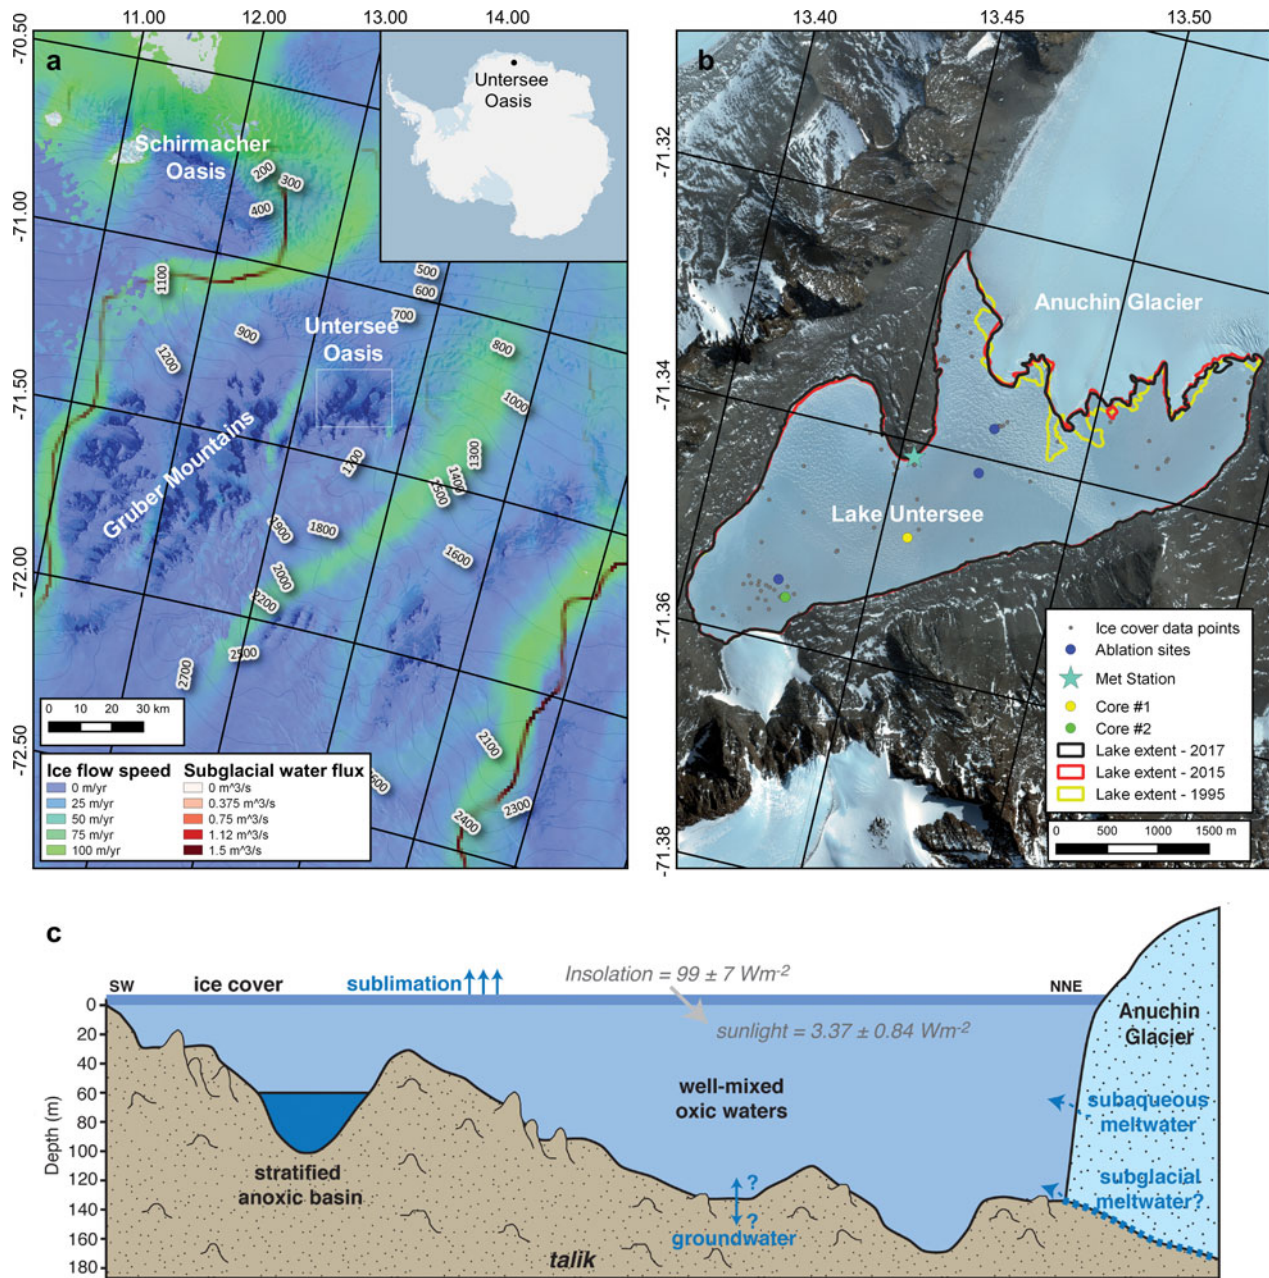 11.00
12.00
13.00
14.00
-70.50
-71.00
-71.50
-72.00
-72.50
a
Untersee
Oasis
Schirmacher
Oasis
200
300
400
500
600
700
1100
900
1200
Untersee
Oasis
800
1000
Gruber Mountains
1300
1400
1500
1900
1800
1600
2000
2200
2700
2100
2300
2400
0 10 20 30 km
Ice flow speed
0 m/yr
25 m/yr
50 m/yr
75 m/yr
100 m/yr
Subglacial water flux
0 m^3/s
0.375 m^3/s
0.75 m^3/s
1.12 m^3/s
1.5 m^3/s
13.40
13.45
13.50
-71.32
-71.34
-71.36
-71.38
b
Anuchin Glacier
Lake Untersee
Ice cover data points
Ablation sites
Met Station
Core #1
Core #2
Lake extent - 2017
Lake extent - 2015
Lake extent - 1995
0 500 1000 1500 m
c
SW
ice cover
sublimation
Insolation = 99 ± 7 Wm-2
NNE
sunlight = 3.37 ± 0.84 Wm-2
Anuchin
Glacier
well-mixed
oxic waters
subaqueous
meltwater
stratified
anoxic basin
subglacial
meltwater?
?
?
groundwater
talik
Depth (m)
0
20
40
60
80
100
120
140
160
180